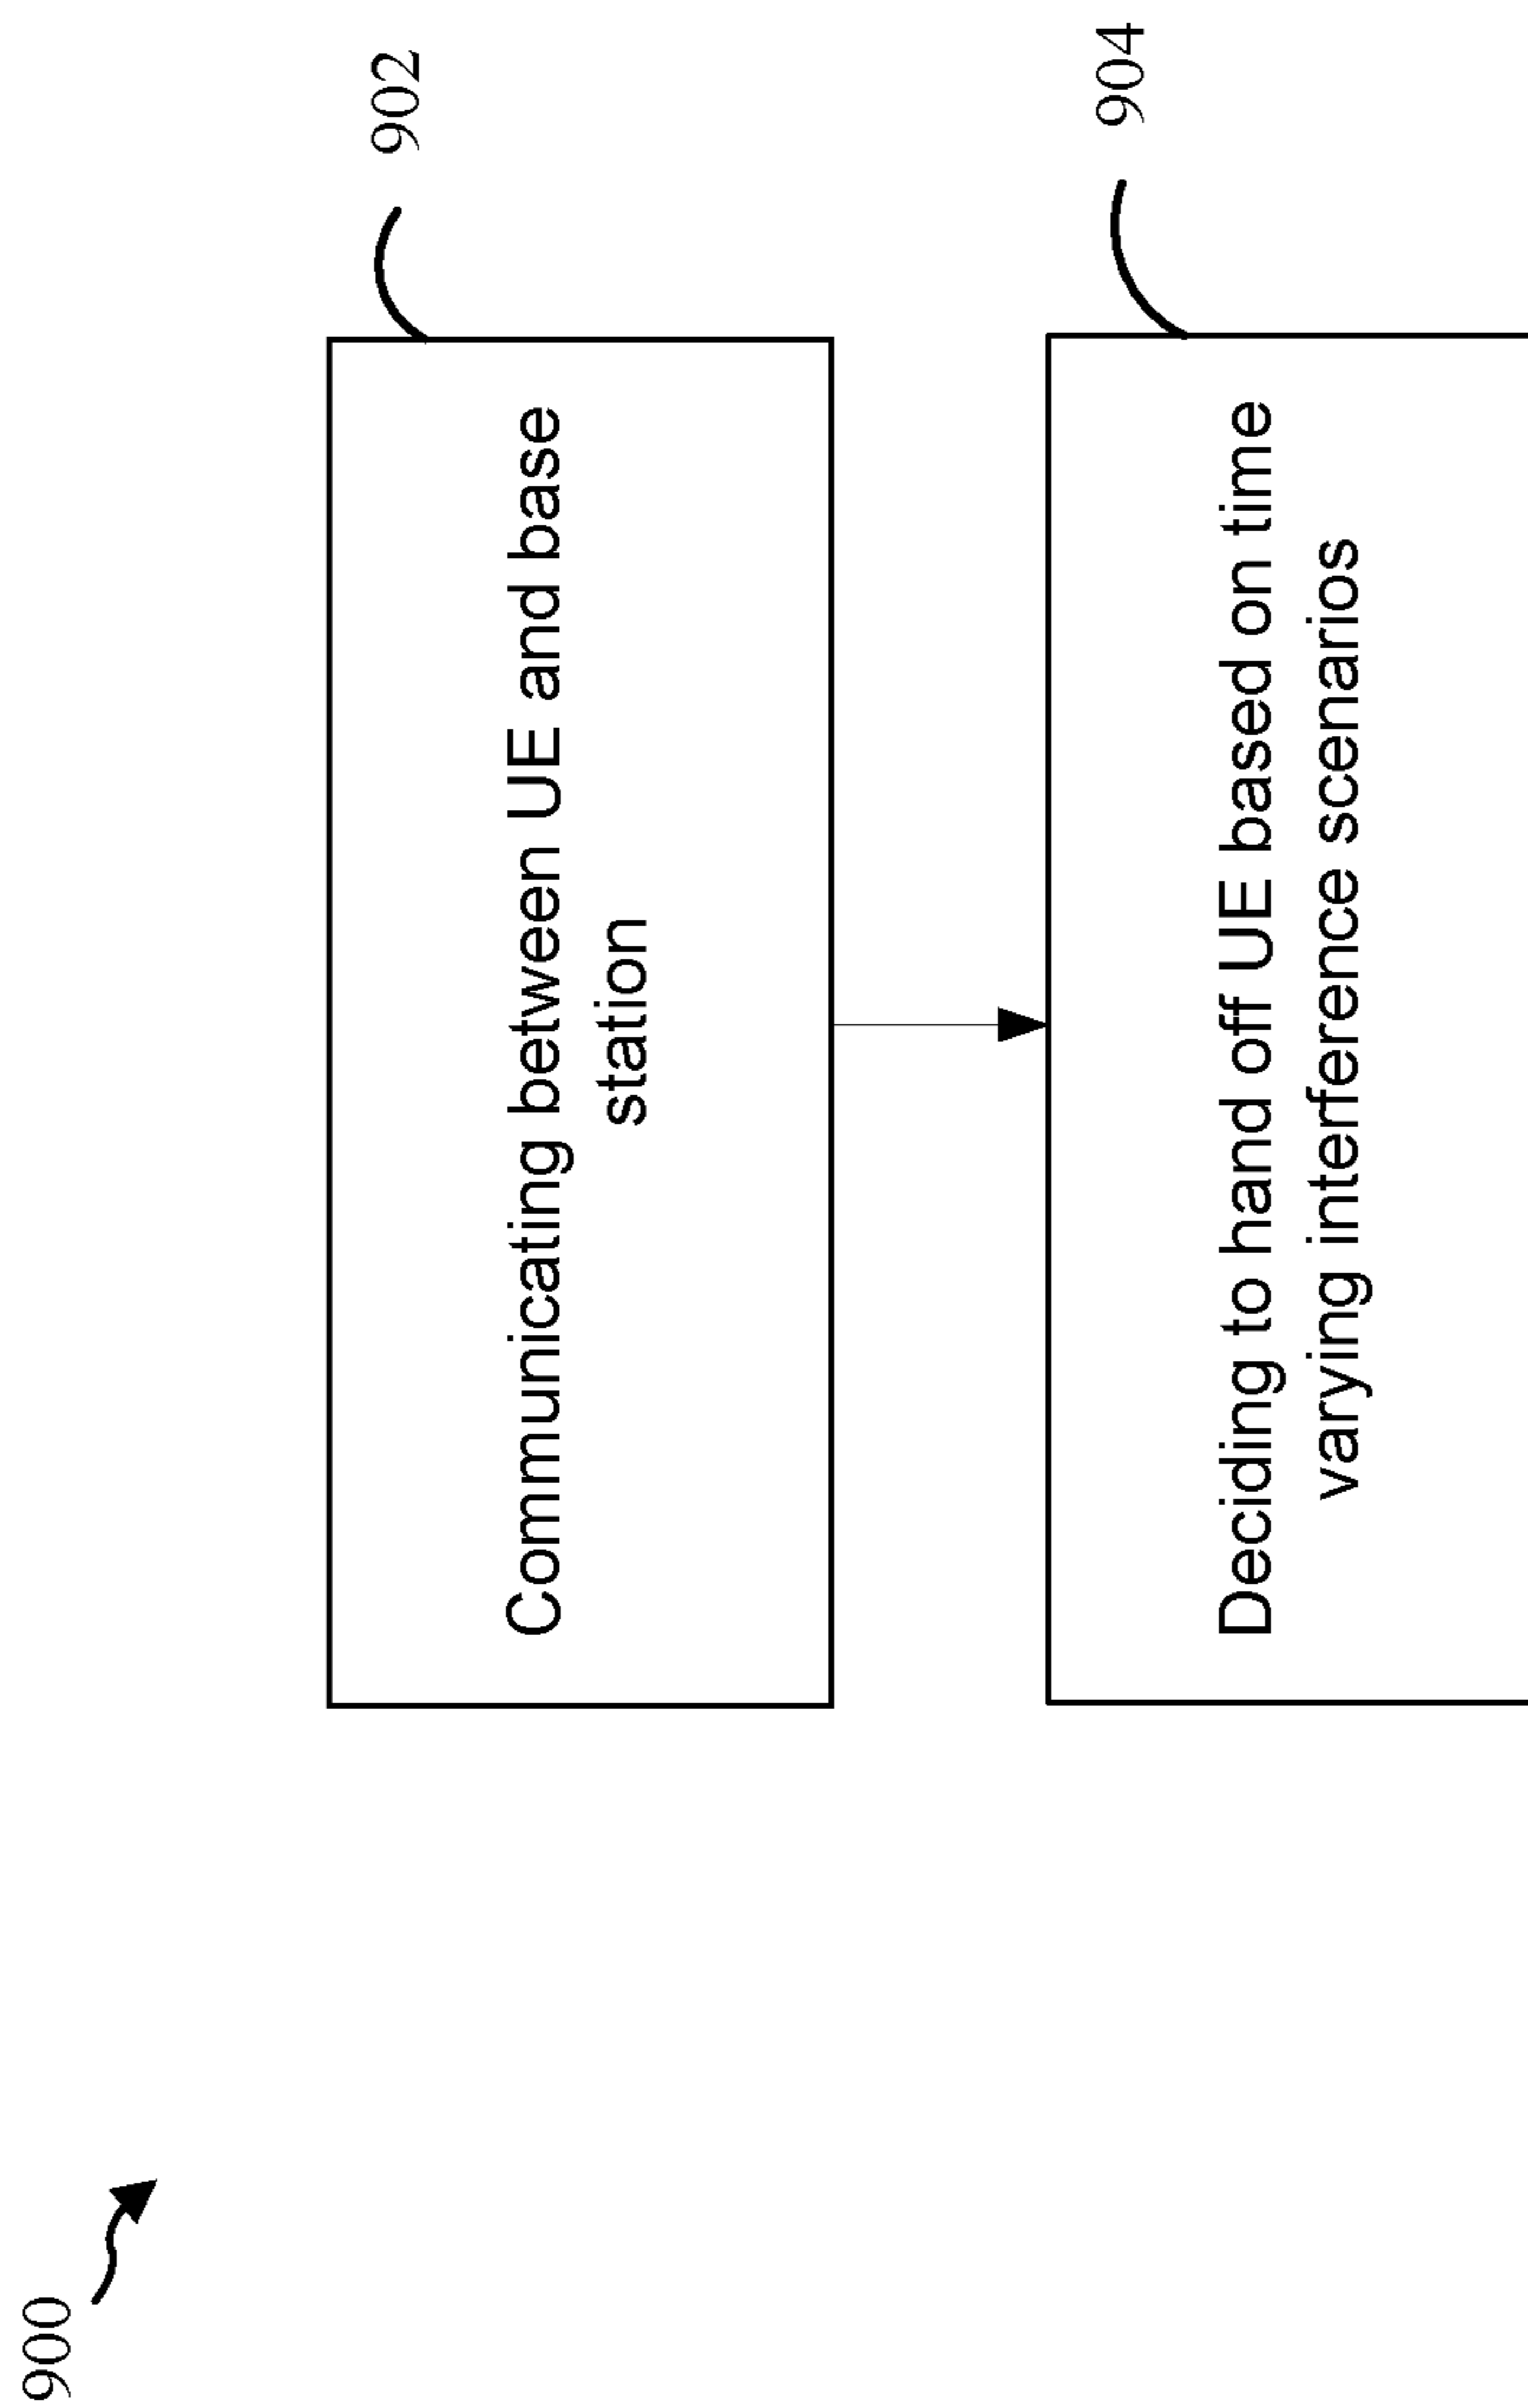 900
902
Communicating between UE and base
station
904
Deciding to hand off UE based on time
varying interference scenarios